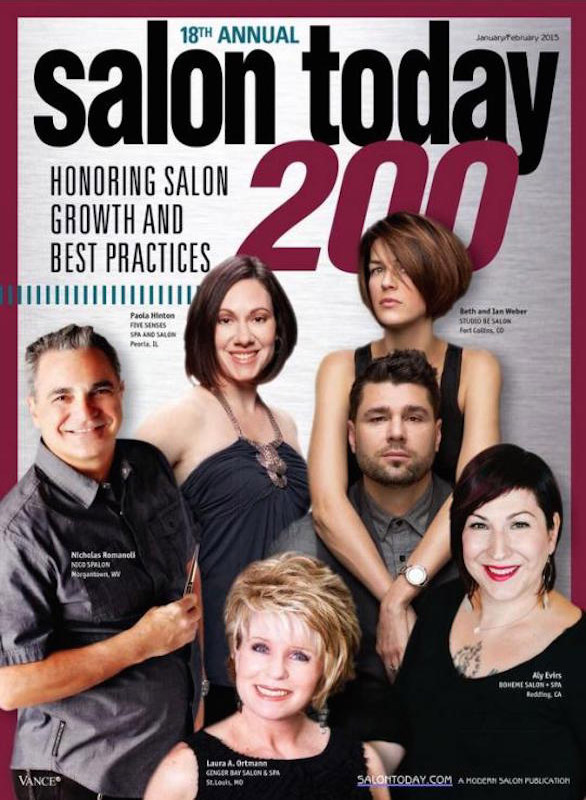 18TH ANNUAL
January/February 2015
salon today
200
HONORING SALON
GROWTH AND
BEST PRACTICES
Paola Hinton
FIVE SENSES
SPA AND SALON
Peoria, IL
Beth and Ian Weber
STUDIO BE SALON
Fort Collins, CO
Nicholas Romanoli
NICO SPALON
Morgantown, WV
Aly Evirs
BOHEME SALON + SPA
Redding, CA
Laura A. Ortmann
GINGER BAY SALON & SPA
St.Louis, MO
VANCE®
SALONTODAY.COM A MODERN SALON PUBLICATION